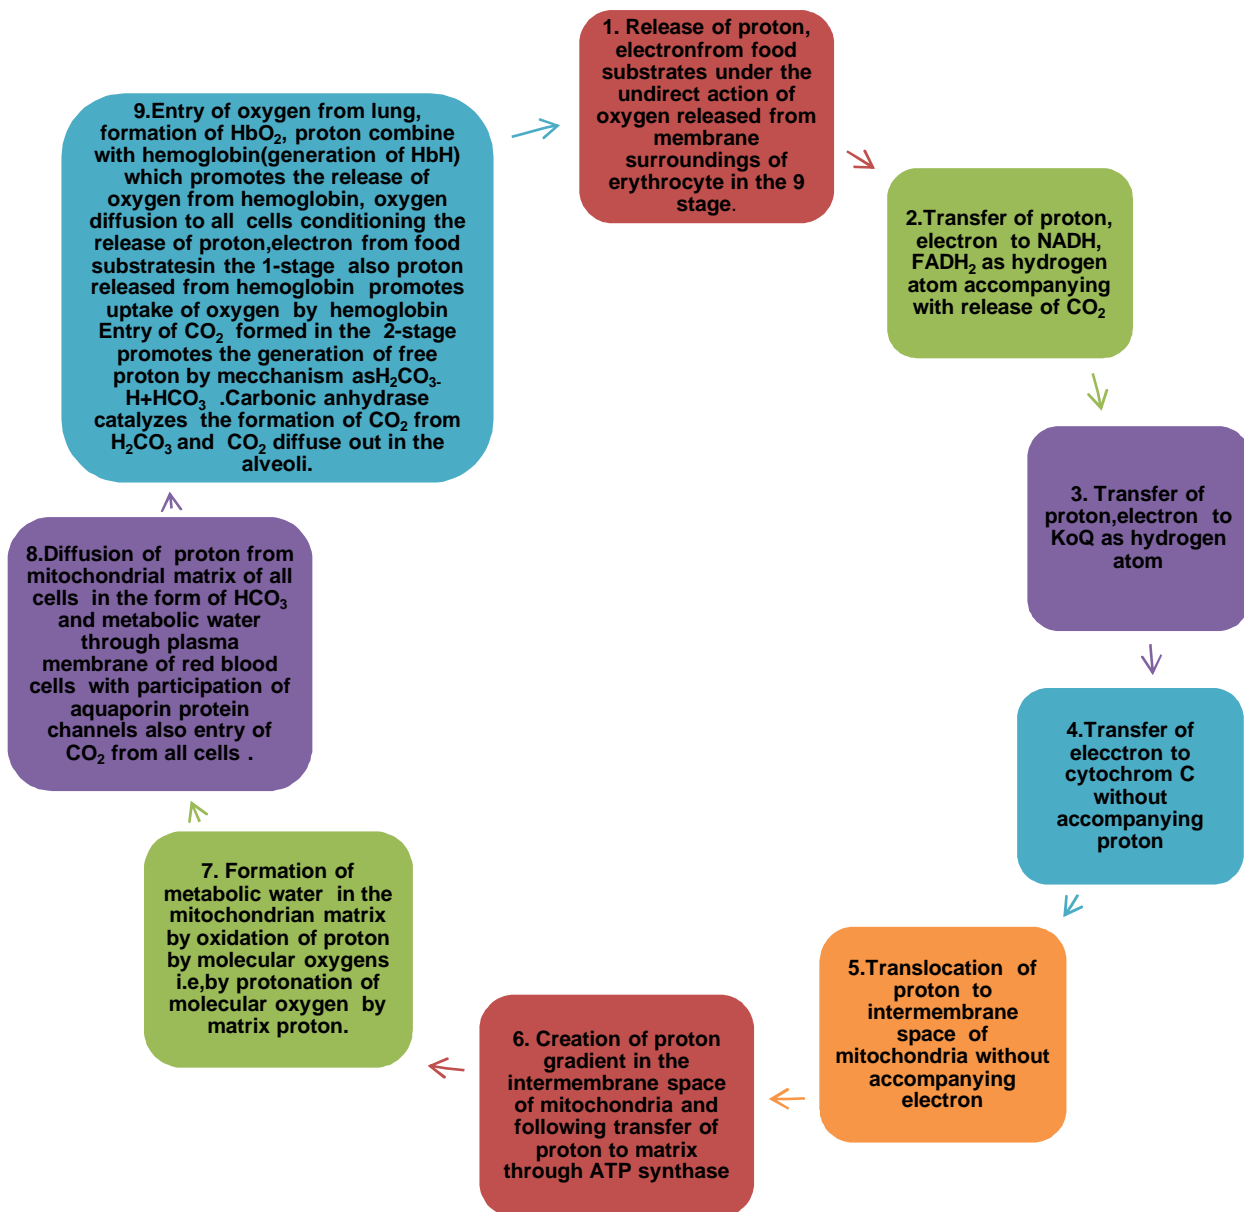 1. Release of proton,
electronfrom food
substrates under the
undirect action of
oxygen released from
membrane
surroundings of
erythrocyte in the 9
stage.
2.Transfer of proton,
electron to NADH,
FADH₂ as hydrogen
atom accompanying
with release of CO₂
3. Transfer of
proton,electron to
KoQ as hydrogen
atom
4.Transfer of
elecctron to
cytochrom C
without
accompanying
proton
5.Translocation of
proton to
intermembrane
space of
mitochondria without
accompanying
electron
6. Creation of proton
gradient in the
intermembrane space
of mitochondria and
following transfer of
proton to matrix
through ATP synthase
7. Formation of
metabolic water in the
mitochondrian matrix
by oxidation of proton
by molecular oxygens
i.e,by protonation of
molecular oxygen by
matrix proton.
8.Diffusion of proton from
mitochondrial matrix of all
cells in the form of HCO₃
and metabolic water
through plasma
membrane of red blood
cells with participation of
aquaporin protein
channels also entry of
CO₂ from all cells .
9.Entry of oxygen from lung,
formation of HbO₂, proton combine
with hemoglobin(generation of HbH)
which promotes the release of
oxygen from hemoglobin, oxygen
diffusion to all cells conditioning the
release of proton,electron from food
substratesin the 1-stage also proton
released from hemoglobin promotes
uptake of oxygen by hemoglobin
Entry of CO₂ formed in the 2-stage
promotes the generation of free
proton by mecchanism asH₂CO₃-
H+HCO₃ .Carbonic anhydrase
catalyzes the formation of CO₂ from
H₂CO₃ and CO₂ diffuse out in the
alveoli.